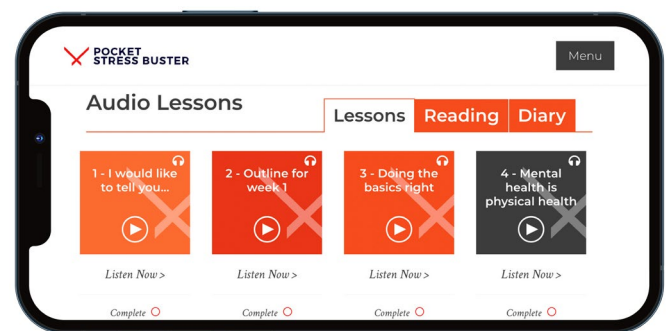 POCKET
STRESS BUSTER
Menu
Audio Lessons
Lessons Reading Diary
1 - I would like
to tell you...
2 - Outline for
week 1
3 - Doing the
basics right
4 - Mental
health is
physical health
Listen Now > Listen Now > Listen Now > Listen Now >
Complete Complete Complete Complete